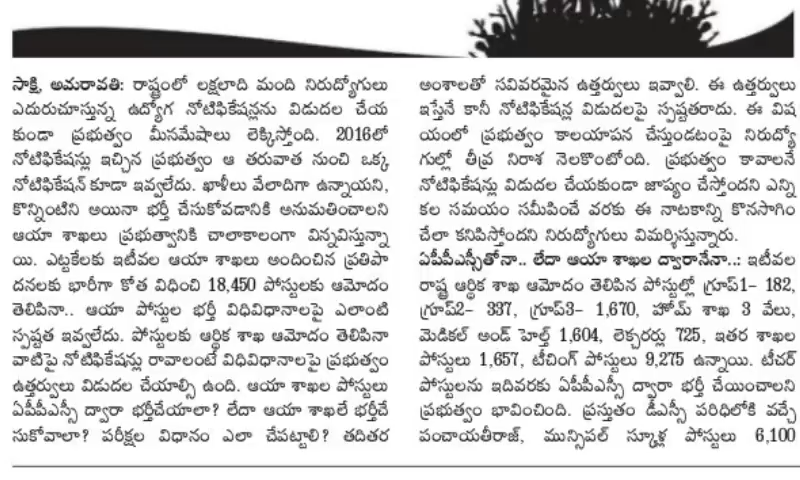 సాక్షి, అమరావతి: రాష్ట్రంలో లక్షలాది మంది నిరుద్యోగులు
ఎదురుచూస్తున్న ఉద్యోగ నోటిఫికేషన్లను విడుదల చేయ
కుండా ప్రభుత్వం మీనమేషాలు లెక్కిస్తోంది. 2016లో
నోటిఫికేషన్లు ఇచ్చిన ప్రభుత్వం ఆ తరువాత నుంచి ఒక్క
నోటిఫికేషన్ కూడా ఇవ్వలేదు. ఖాళీలు వేలాదిగా ఉన్నాయని,
కొన్నింటిని అయినా భర్తీ చేసుకోవడానికి అనుమతించాలని
ఆయా శాఖలు ప్రభుత్వానికి చాలాకాలంగా విన్నవిస్తున్నా
యి. ఎట్టకేలకు ఇటీవల ఆయా శాఖలు అందించిన ప్రతిపా
దనలకు భారీగా కోత విధించి 18,450 పోస్టులకు ఆమోదం
తెలిపినా.. ఆయా పోస్టుల భర్తీ విధివిధానాలపై ఎలాంటి
స్పష్టత ఇవ్వలేదు. పోస్టులకు ఆర్థిక శాఖ ఆమోదం తెలిపినా
వాటిపై నోటిఫికేషన్లు రావాలంటే విధివిధానాలపై ప్రభుత్వం
ఉత్తర్వులు విడుదల చేయాల్సి ఉంది. ఆయా శాఖల పోస్టులు
ఏపీపీఎస్సీ ద్వారా భర్తీచేయాలా? లేదా ఆయా శాఖలే భర్తీచే
సుకోవాలా? పరీక్షల విధానం ఎలా చేపట్టాలి? తదితర
అంశాలతో సవివరమైన ఉత్తర్వులు ఇవ్వాలి. ఈ ఉత్తర్వులు
ఇస్తేనే కానీ నోటిఫికేషన్ల విడుదలపై స్పష్టతరాదు. ఈ విష
యంలో ప్రభుత్వం కాలయాపన చేస్తుండటంపై నిరుద్యో
గుల్లో తీవ్ర నిరాశ నెలకొంటోంది. ప్రభుత్వం కావాలనే
నోటిఫికేషన్లు విడుదల చేయకుండా జాప్యం చేస్తోందని ఎన్ని
కల సమయం సమీపించే వరకు ఈ నాటకాన్ని కొనసాగిం
చేలా కనిపిస్తోందని నిరుద్యోగులు విమర్శిస్తున్నారు.
ఏపీపీఎస్సీతోనా.. లేదా ఆయా శాఖల ద్వారానేనా..: ఇటీవల
రాష్ట్ర ఆర్థిక శాఖ ఆమోదం తెలిపిన పోస్టుల్లో గ్రూప్1- 182,
గ్రూప్2- 337, గ్రూప్3- 1,670, హోమ్ శాఖ 3 వేలు,
మెడికల్ అండ్ హెల్త్ 1,604, లెక్చరర్లు 725, ఇతర శాఖల
పోస్టులు 1,657, టీచింగ్ పోస్టులు 9,275 ఉన్నాయి. టీచర్
పోస్టులను ఇదివరకు ఏపీపీఎస్సీ ద్వారా భర్తీ చేయించాలని
ప్రభుత్వం భావించింది. ప్రస్తుతం డీఎస్సీ పరిధిలోకి వచ్చే
పంచాయతీరాజ్, మున్సిపల్ స్కూళ్ల పోస్టులు 6,100